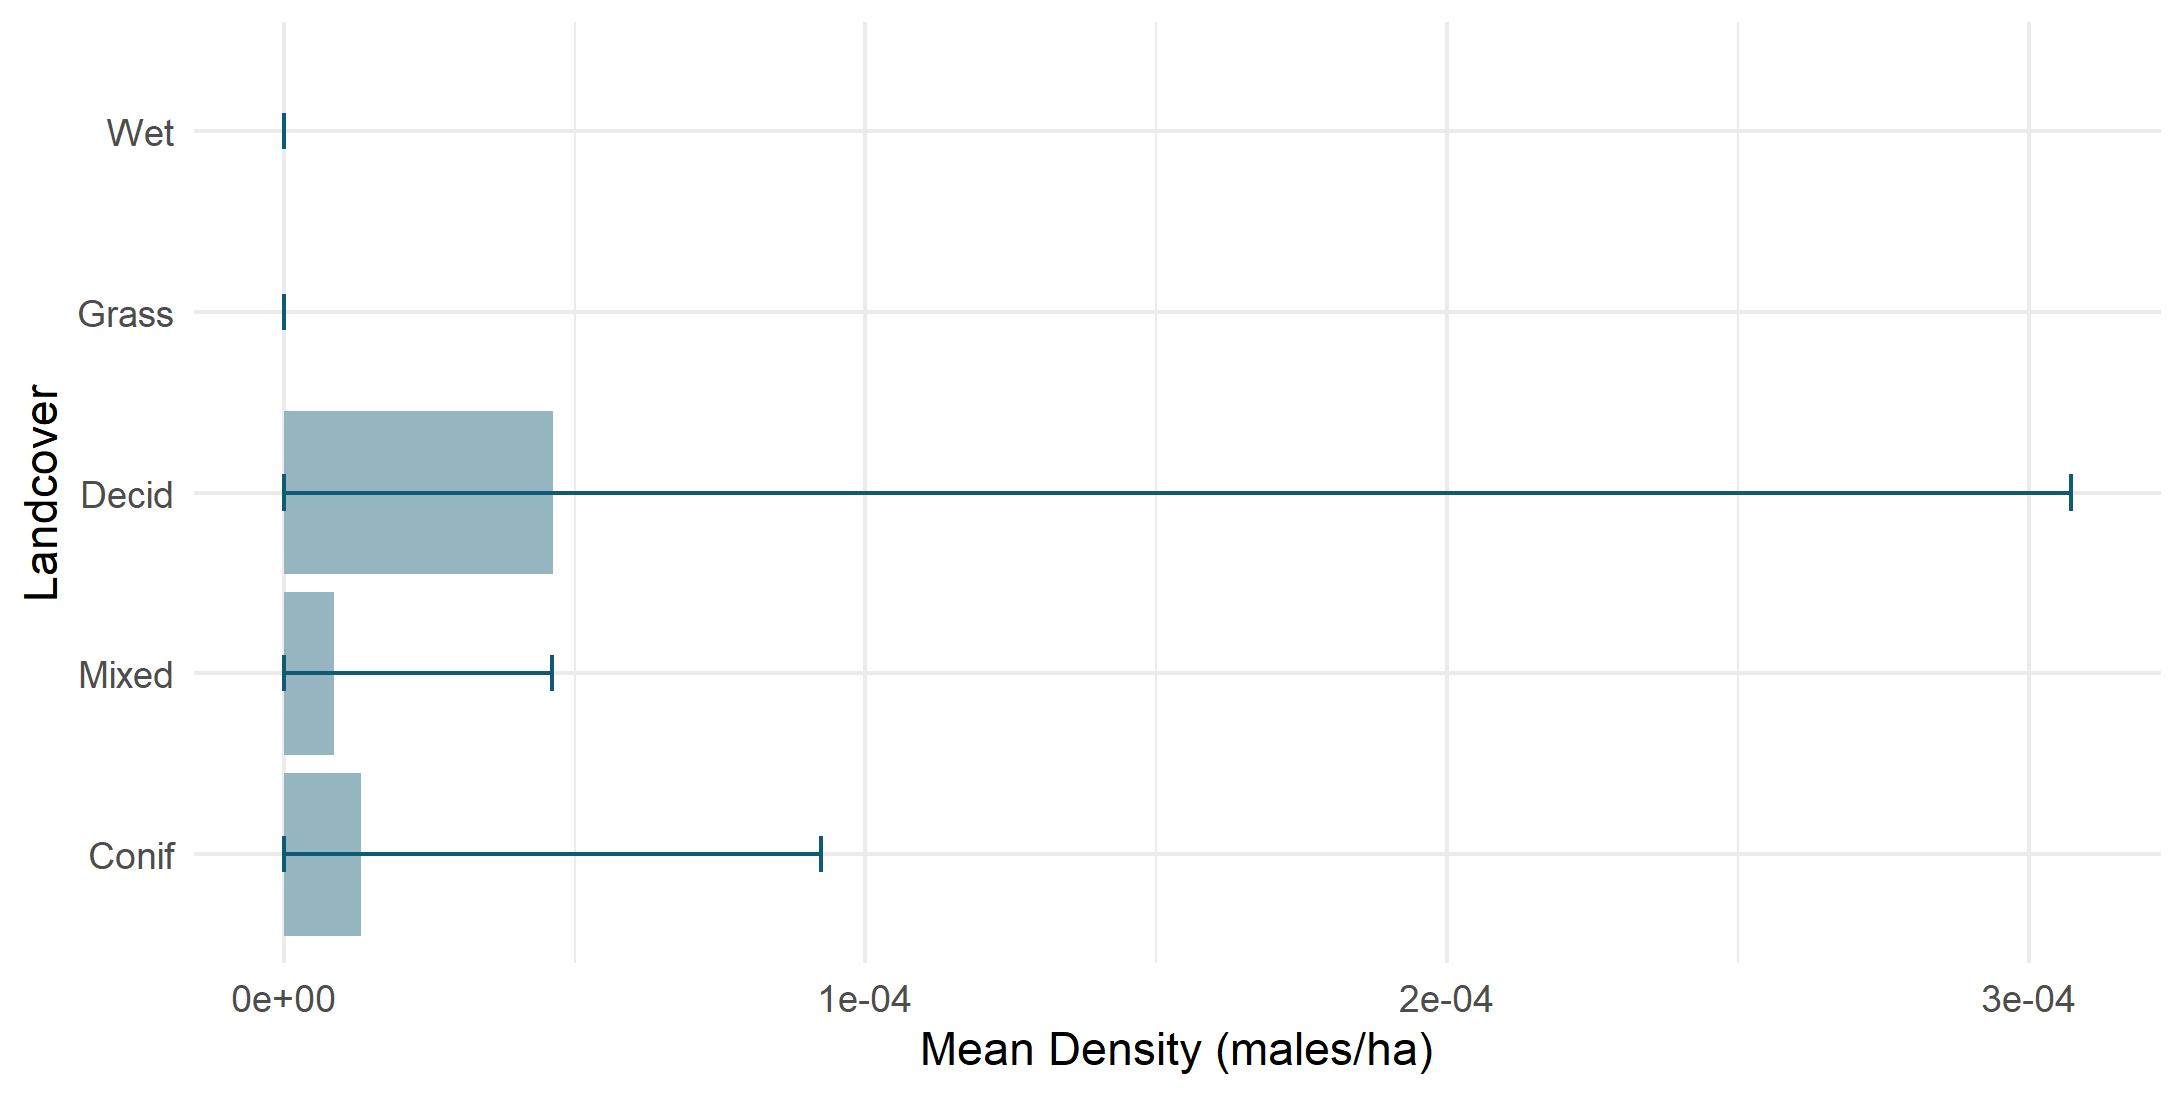 Landcover
Wet
Grass
Decid
Mixed
Conif
0e+00 1e-04 2e-04 3e-04
Mean Density (males/ha)